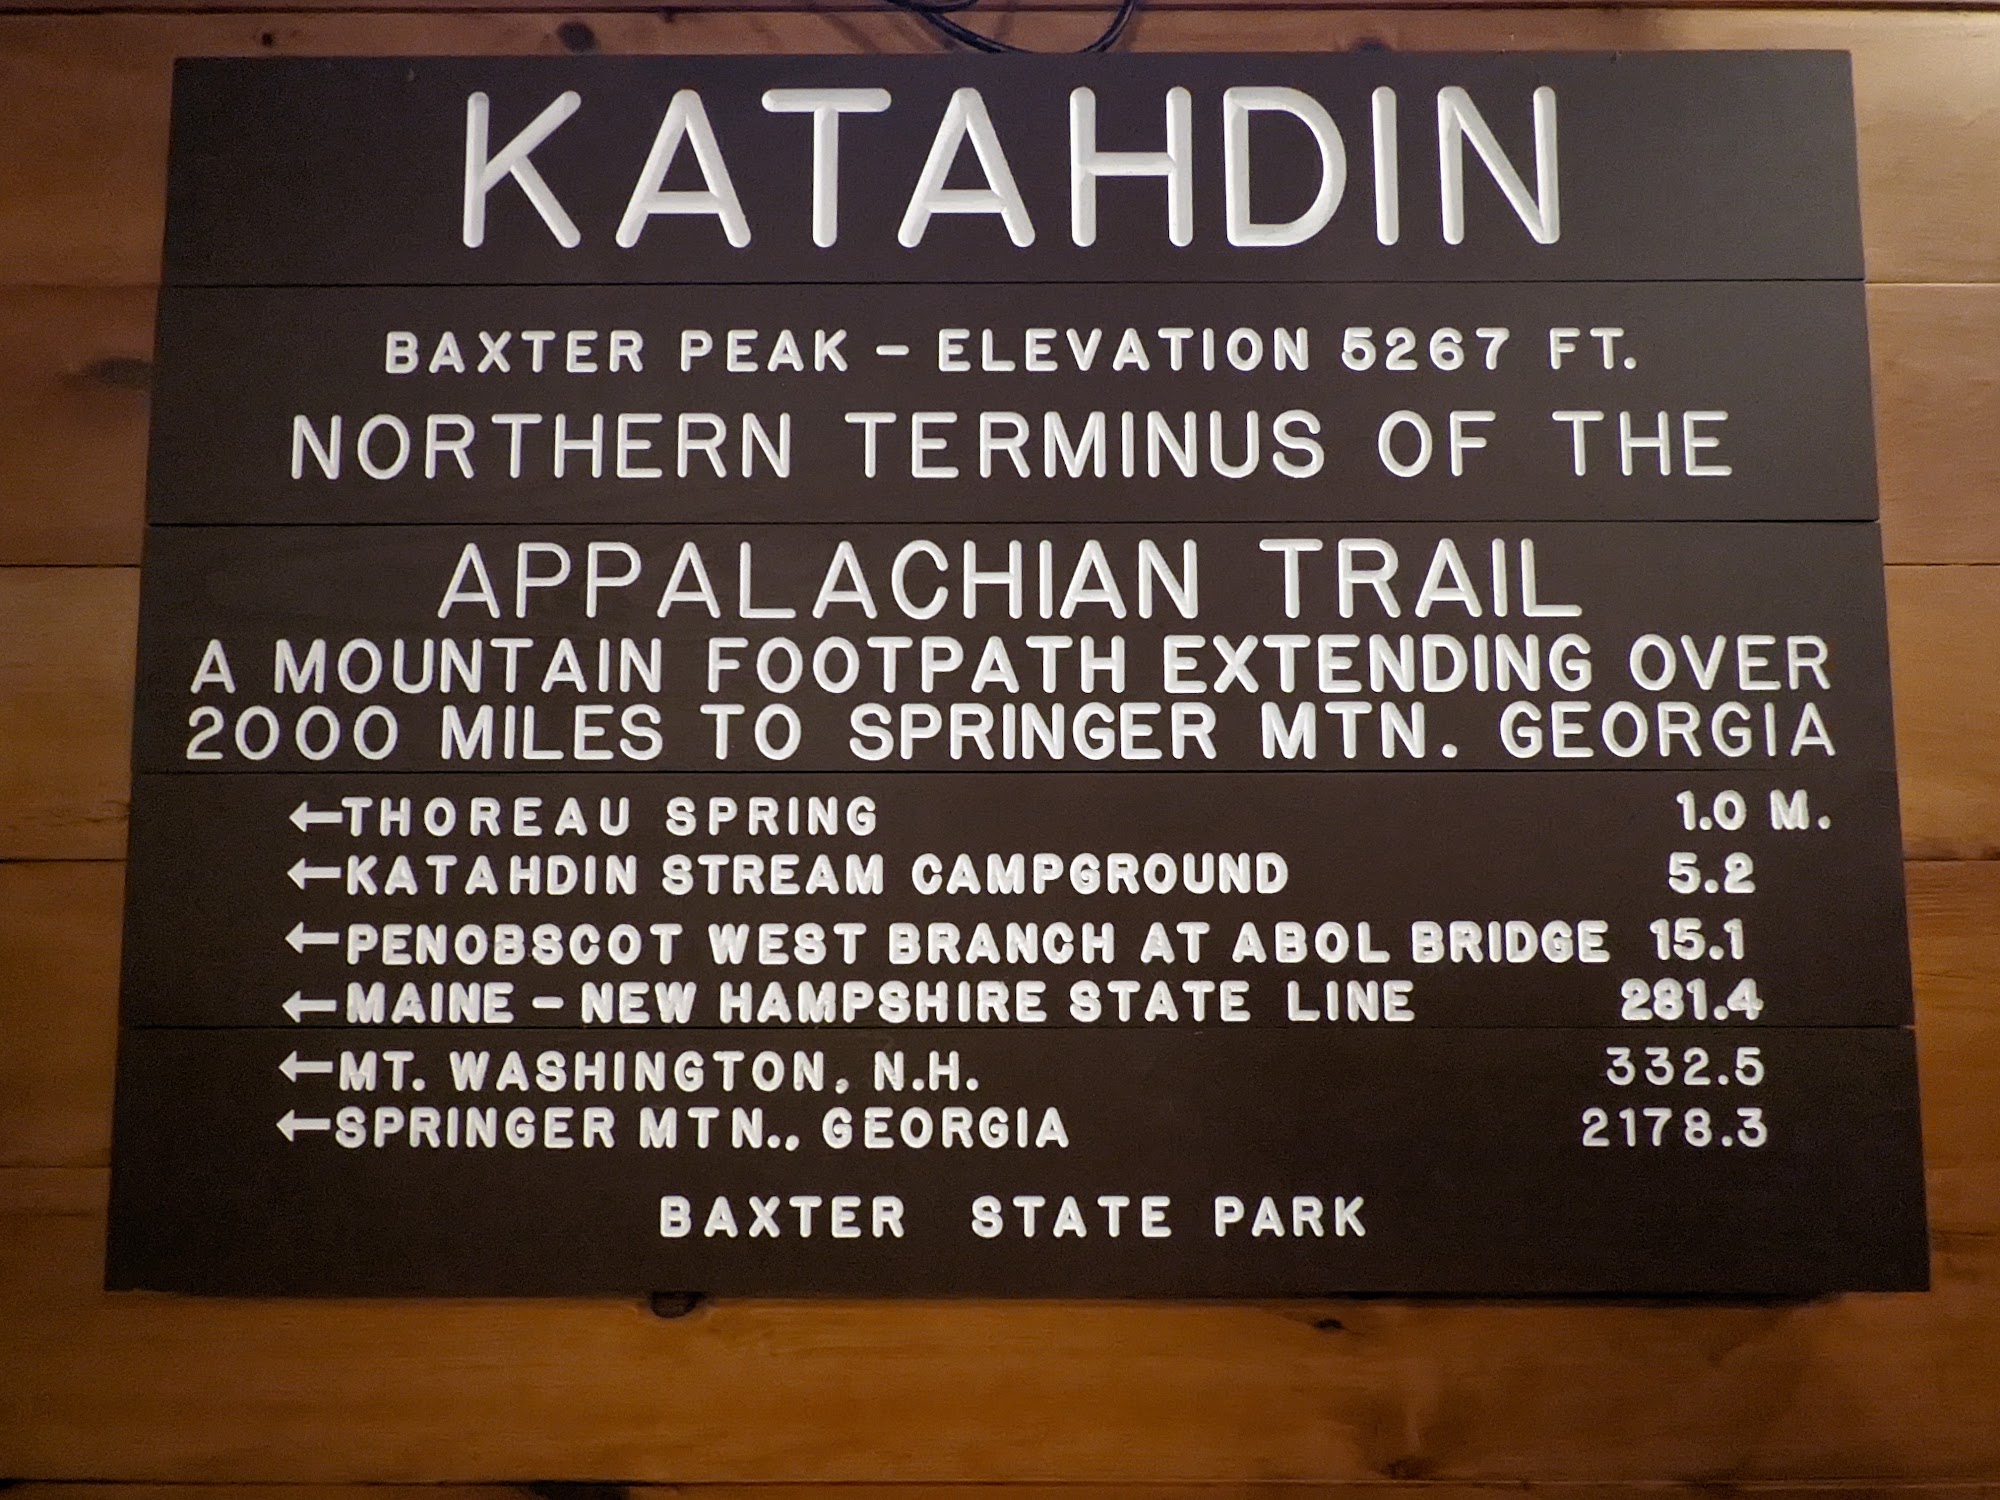 KATAHDIN
BAXTER PEAK – ELEVATION 5267 FT.
NORTHERN TERMINUS OF THE
APPALACHIAN TRAIL
A MOUNTAIN FOOTPATH EXTENDING OVER
2000 MILES TO SPRINGER MTN. GEORGIA
←THOREAU SPRING 1.0 M.
←KATAHDIN STREAM CAMPGROUND 5.2
←PENOBSCOT WEST BRANCH AT ABOL BRIDGE 15.1
←MAINE – NEW HAMPSHIRE STATE LINE 281.4
←MT. WASHINGTON, N.H. 332.5
←SPRINGER MTN., GEORGIA 2178.3
BAXTER STATE PARK